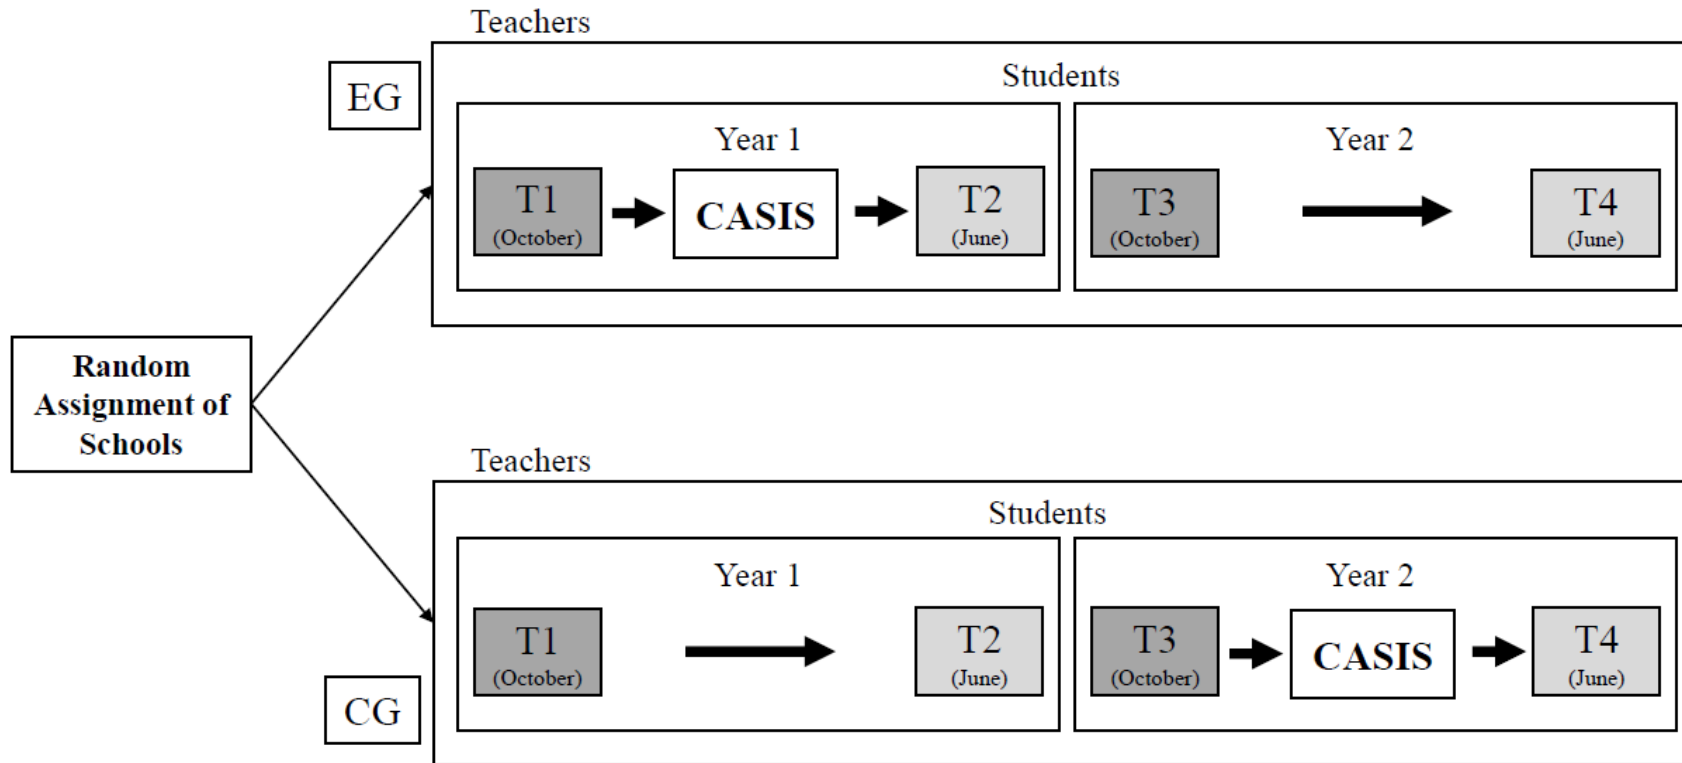 Teachers
EG
Students
Year 1
T1
(October)
CASIS
T2
(June)
Year 2
T3
(October)
T4
(June)
Random
Assignment of
Schools
Teachers
CG
Students
Year 1
T1
(October)
T2
(June)
Year 2
T3
(October)
CASIS
T4
(June)